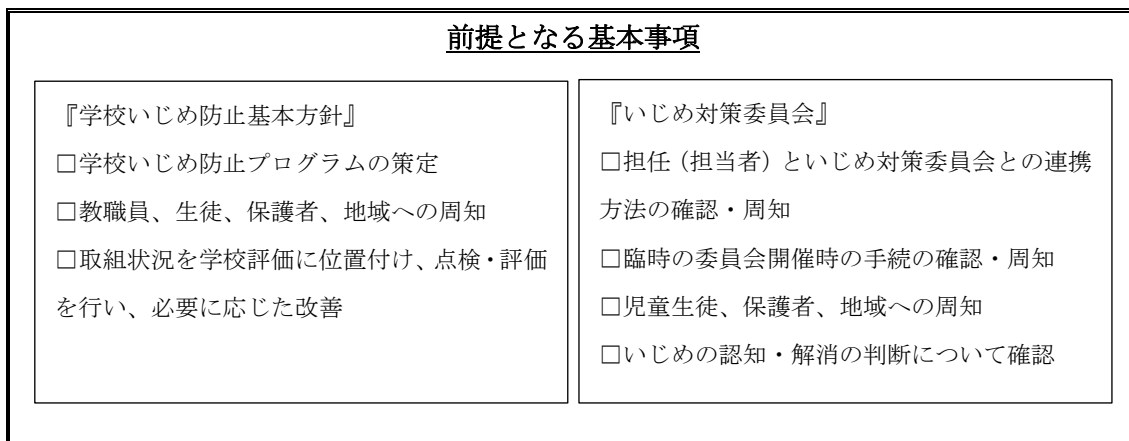 前提となる基本事項
『学校いじめ防止基本方針』
□学校いじめ防止プログラムの策定
□教職員、生徒、保護者、地域への周知
□取組状況を学校評価に位置付け、点検・評価
を行い、必要に応じた改善
『いじめ対策委員会』
□担任（担当者）といじめ対策委員会との連携
方法の確認・周知
□臨時の委員会開催時の手続の確認・周知
□児童生徒、保護者、地域への周知
□いじめの認知・解消の判断について確認